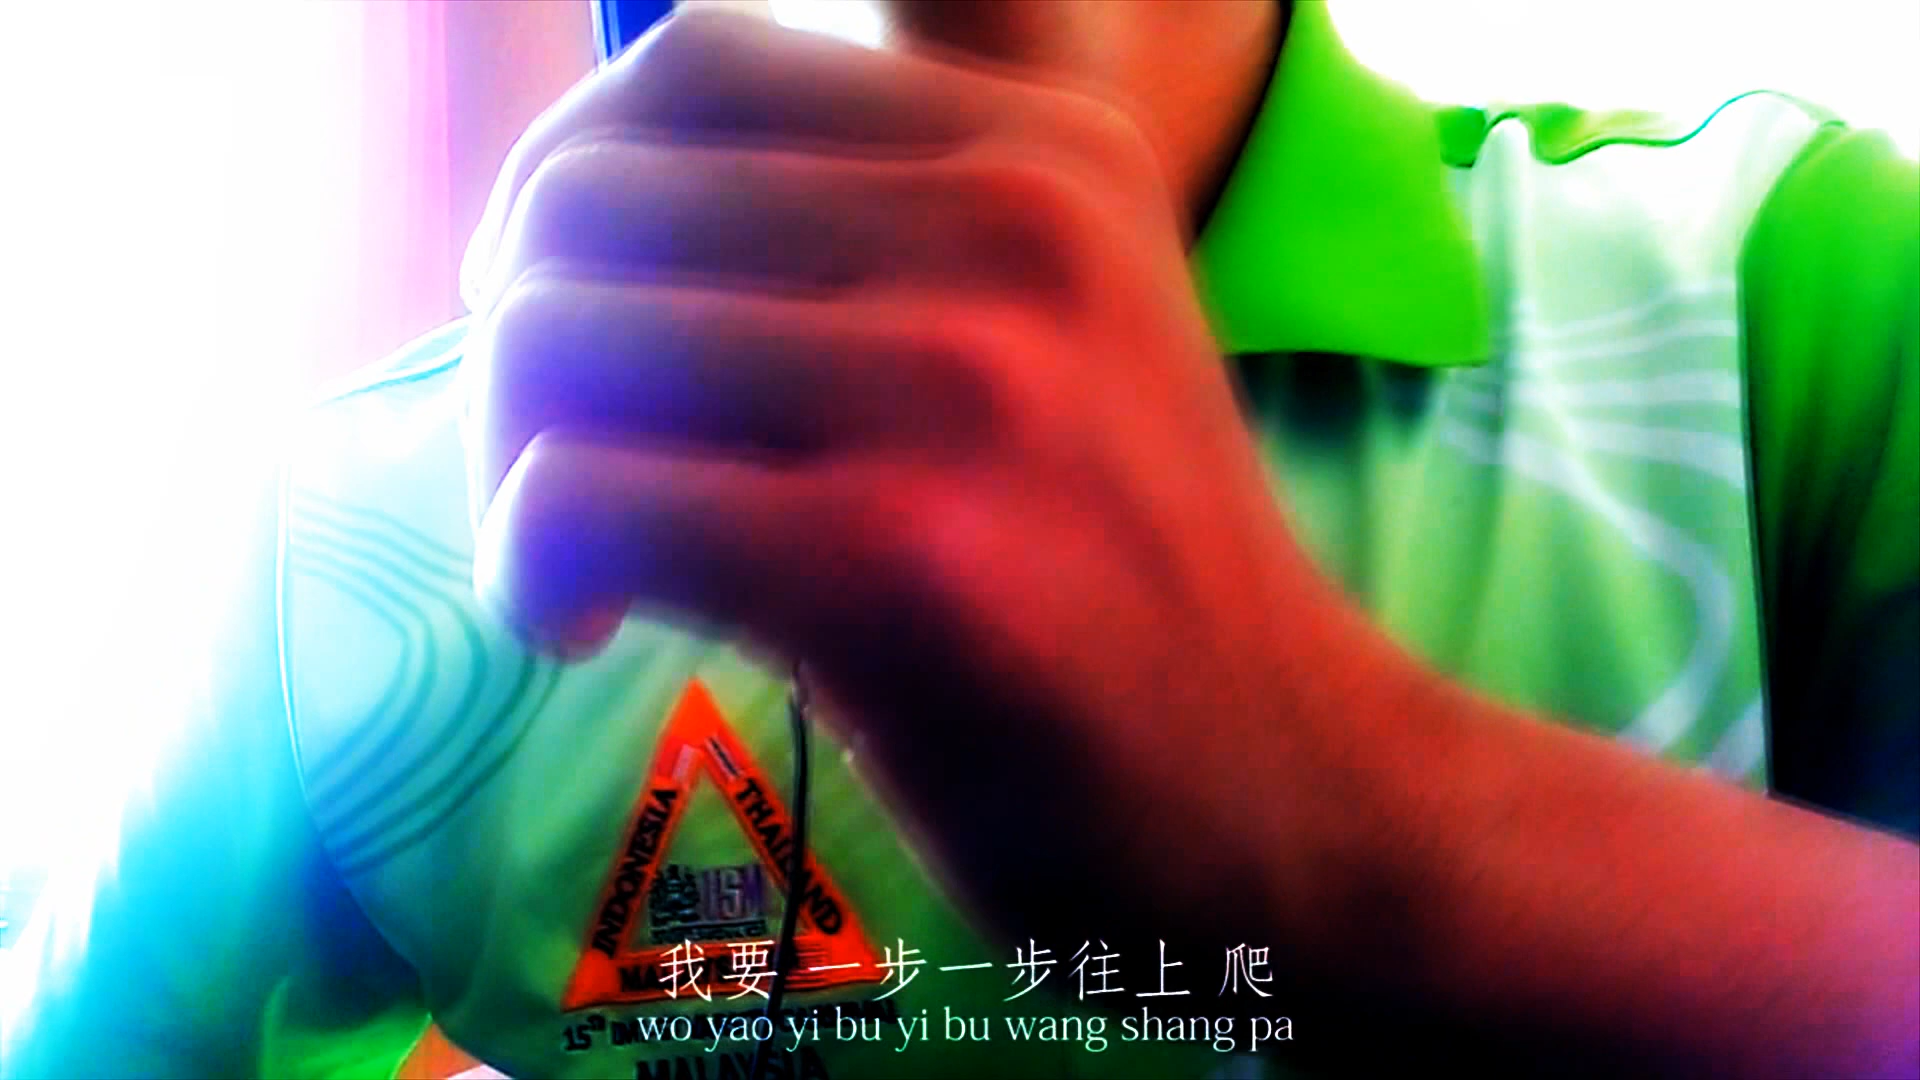 INDONESIA
THAILAND
USM
我要 一步一步往上 爬
wo yao yi bu yi bu wang shang pa
15th
MALAYSIA